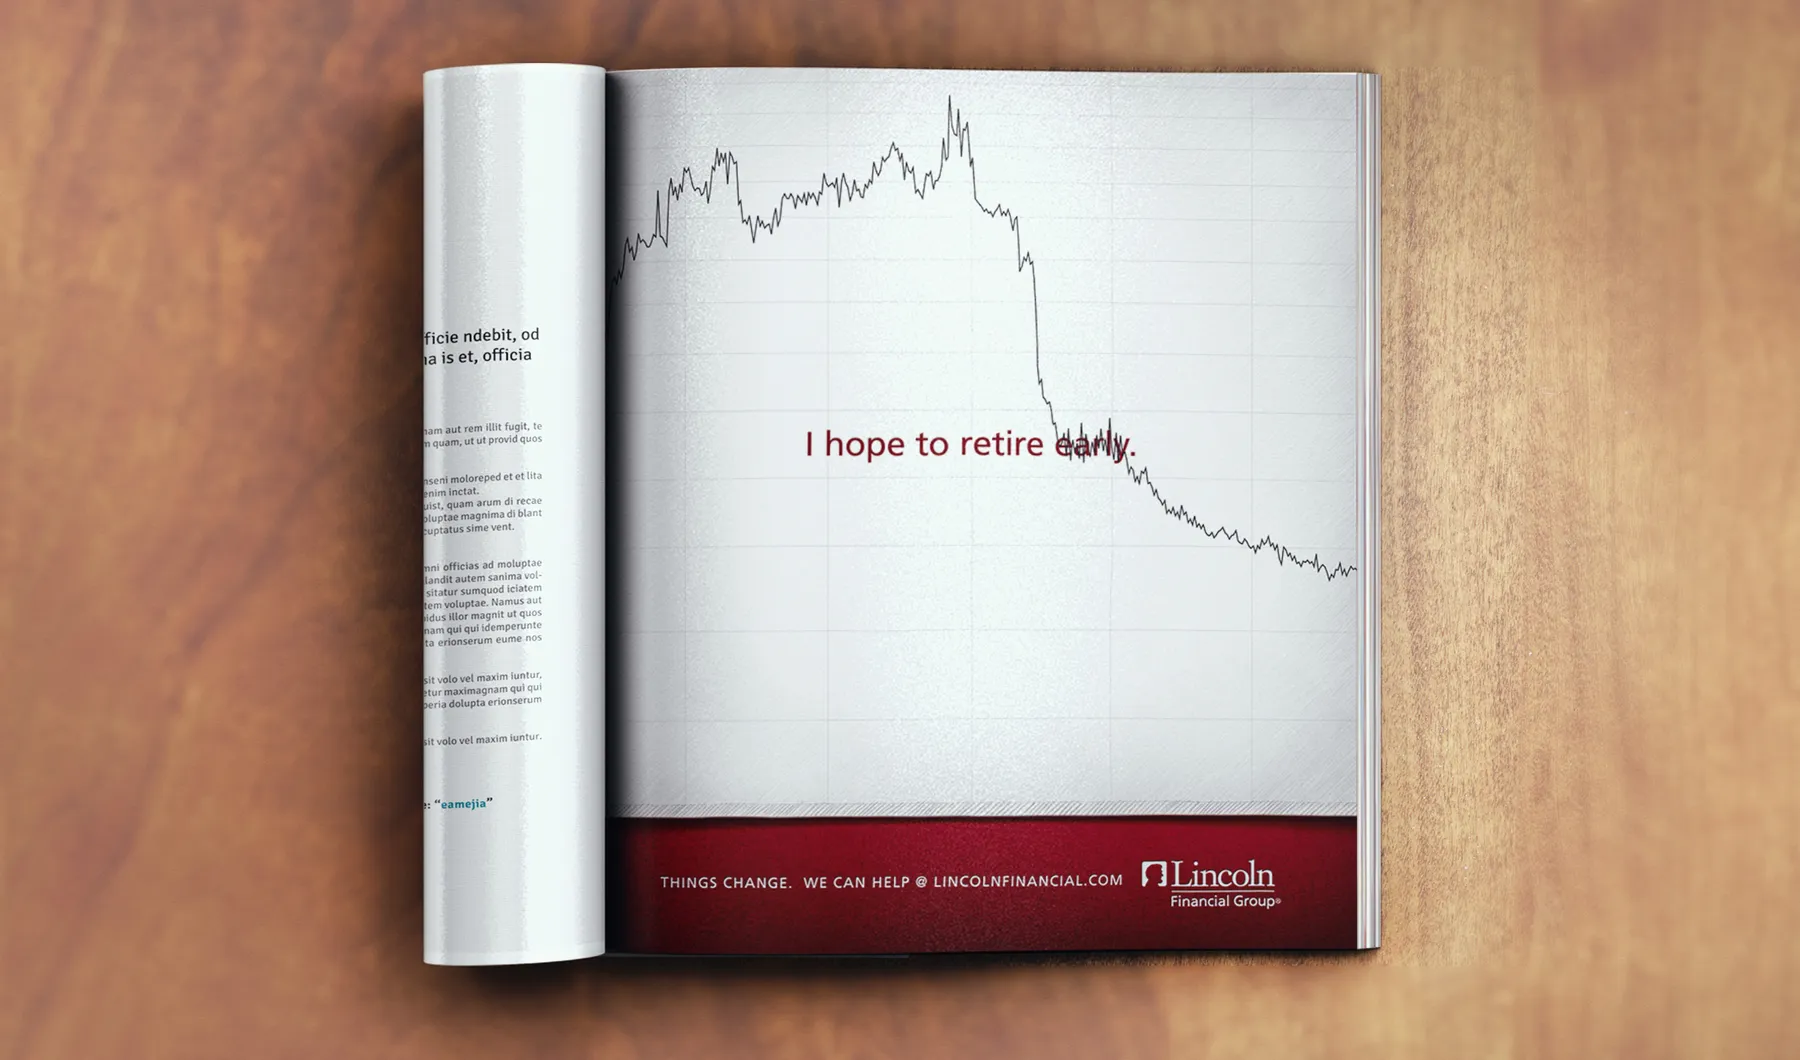 ficie ndebit, od
na is et, officia
nam aut rem illit fugit, te
m quam, ut ut provid quos
nseni moloreped et et lita
enim inctat.
uist, quam arum di recae
oluptae magnima di blant
cuptatus sime vent.
mni officias ad moluptae
landit autem sanima vol-
sitatur sumquod iciatem
tem voluptae. Namus aut
idus illor magnit ut quos
nam qui qui idemperunte
ta erionserum eume nos
sit volo vel maxim iuntur,
etur maximagnam qui qui
peria dolupta erionserum
sit volo vel maxim iuntur.
e: “eamejia”
I hope to retire early.
THINGS CHANGE. WE CAN HELP @ LINCOLNFINANCIAL.COM
Lincoln
Financial Group®